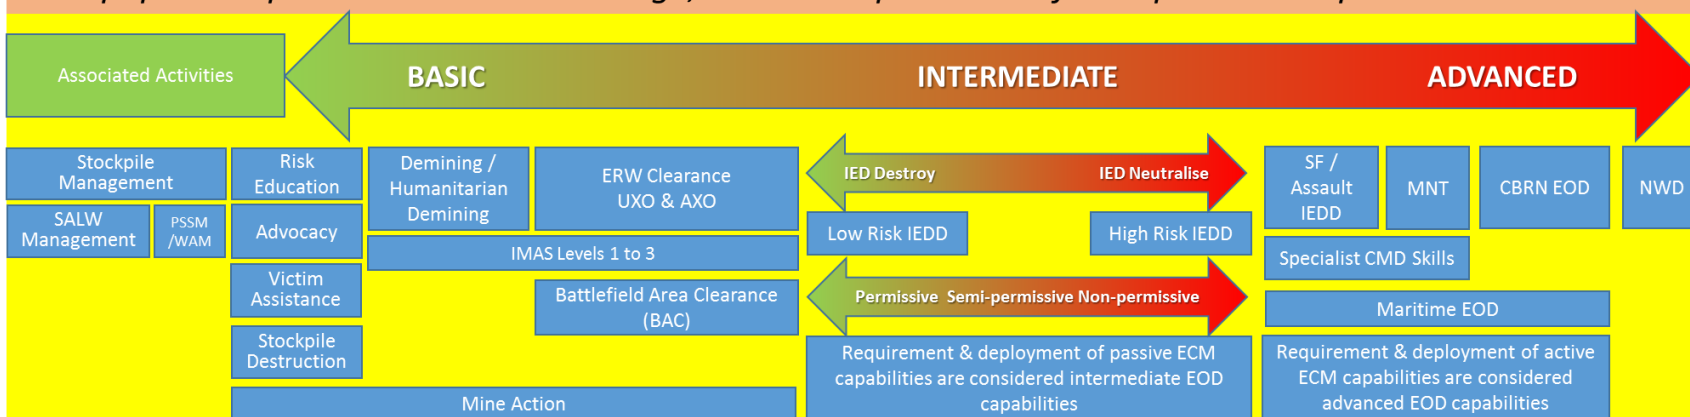 Associated Activities
BASIC
INTERMEDIATE
ADVANCED
Stockpile
Management
Risk
Education
Demining /
Humanitarian
Demining
ERW Clearance
UXO & AXO
IED Destroy
IED Neutralise
SF /
Assault
IEDD
MNT
CBRN EOD
NWD
SALW
Management
PSSM
/WAM
Advocacy
Low Risk IEDD
High Risk IEDD
IMAS Levels 1 to 3
Specialist CMD Skills
Victim
Assistance
Battlefield Area Clearance
(BAC)
Permissive Semi-permissive Non-permissive
Maritime EOD
Stockpile
Destruction
Requirement & deployment of passive ECM
capabilities are considered intermediate EOD
capabilities
Requirement & deployment of active
ECM capabilities are considered
advanced EOD capabilities
Mine Action